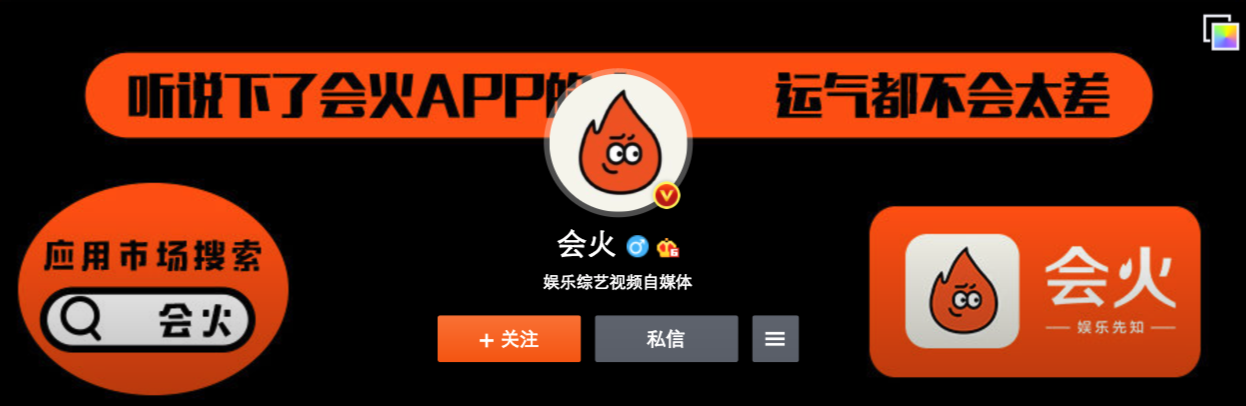 听说下了会火APP的 运气都不会太差
应用市场搜索
会火
会火
娱乐综艺视频自媒体
+ 关注
私信
会火
娱乐先知